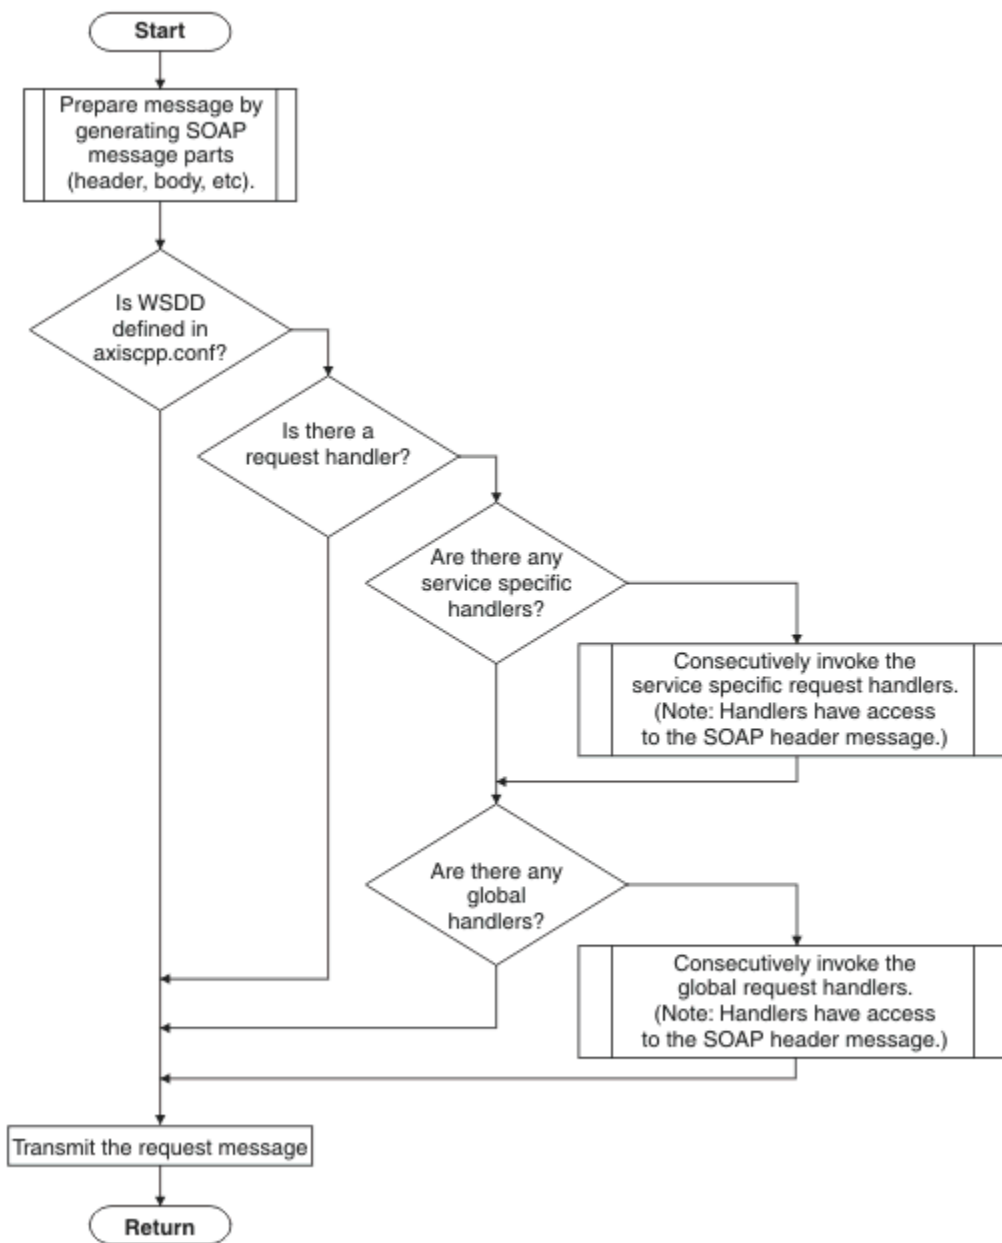 Start
Prepare message by
generating SOAP
message parts
(header, body, etc).
Is WSDD
defined in
axiscpp.conf?
Is there a
request handler?
Are there any
service specific
handlers?
Consecutively invoke the
service specific request handlers.
(Note: Handlers have access
to the SOAP header message.)
Are there any
global
handlers?
Consecutively invoke the
global request handlers.
(Note: Handlers have access
to the SOAP header message.)
Transmit the request message
Return